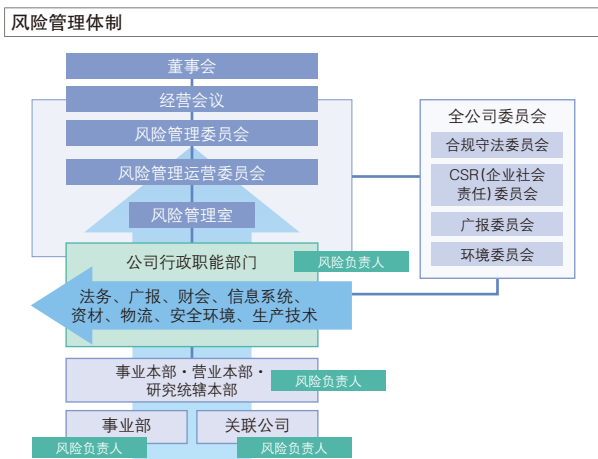 风险管理体制
董事会
经营会议
风险管理委员会
风险管理运营委员会
风险管理室
全公司委员会
合规守法委员会
CSR(企业社会
责任)委员会
广报委员会
环境委员会
公司行政职能部门
风险负责人
法务、广报、财会、信息系统、
资材、物流、安全环境、生产技术
事业本部·营业本部·
研究统辖本部
风险负责人
事业部
关联公司
风险负责人
风险负责人